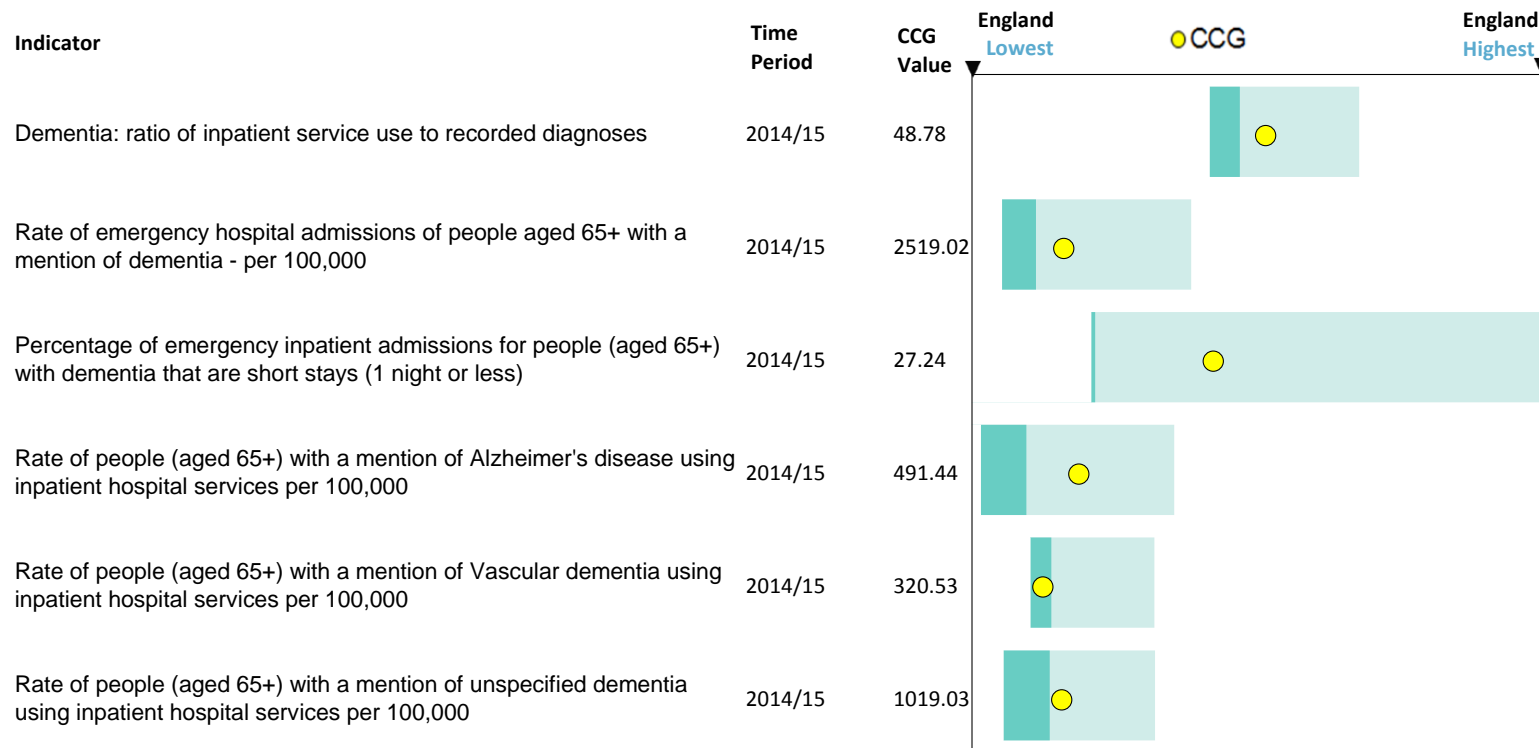 Indicator
Time
Period
CCG
Value
England
Lowest
CCG
England
Highest
Dementia: ratio of inpatient service use to recorded diagnoses
2014/15
48.78
Rate of emergency hospital admissions of people aged 65+ with a
mention of dementia - per 100,000
2014/15
2519.02
Percentage of emergency inpatient admissions for people (aged 65+)
with dementia that are short stays (1 night or less)
2014/15
27.24
Rate of people (aged 65+) with a mention of Alzheimer's disease using
inpatient hospital services per 100,000
2014/15
491.44
Rate of people (aged 65+) with a mention of Vascular dementia using
inpatient hospital services per 100,000
2014/15
320.53
Rate of people (aged 65+) with a mention of unspecified dementia
using inpatient hospital services per 100,000
2014/15
1019.03